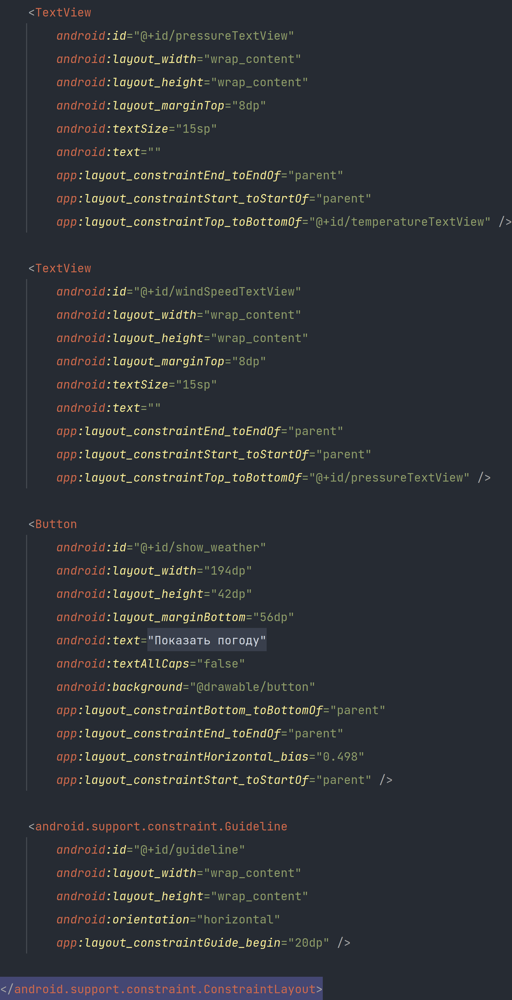 <TextView
android:id="@+id/pressureTextView"
android:layout_width="wrap_content"
android:layout_height="wrap_content"
android:layout_marginTop="8dp"
android:textSize="15sp"
android:text=""
app:layout_constraintEnd_toEndOf="parent"
app:layout_constraintStart_toStartOf="parent"
app:layout_constraintTop_toBottomOf="@+id/temperatureTextView" />
<TextView
android:id="@+id/windSpeedTextView"
android:layout_width="wrap_content"
android:layout_height="wrap_content"
android:layout_marginTop="8dp"
android:textSize="15sp"
android:text=""
app:layout_constraintEnd_toEndOf="parent"
app:layout_constraintStart_toStartOf="parent"
app:layout_constraintTop_toBottomOf="@+id/pressureTextView" />
<Button
android:id="@+id/show_weather"
android:layout_width="194dp"
android:layout_height="42dp"
android:layout_marginBottom="56dp"
android:text="Показать погоду"
android:textAllCaps="false"
android:background="@drawable/button"
app:layout_constraintBottom_toBottomOf="parent"
app:layout_constraintEnd_toEndOf="parent"
app:layout_constraintHorizontal_bias="0.498"
app:layout_constraintStart_toStartOf="parent" />
<android.support.constraint.Guideline
android:id="@+id/guideline"
android:layout_width="wrap_content"
android:layout_height="wrap_content"
android:orientation="horizontal"
app:layout_constraintGuide_begin="20dp" />
</android.support.constraint.ConstraintLayout>